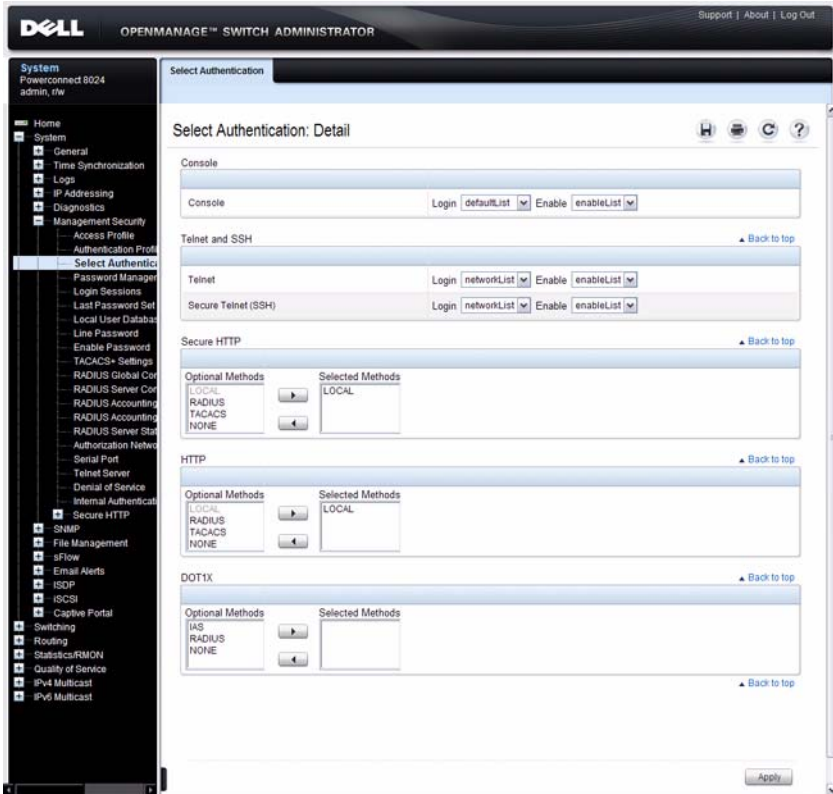 Support | About | Log Out
DELL
OPENMANAGE™ SWITCH ADMINISTRATOR
System
Powerconnect 8024
admin, r/w
Select Authentication
Home
System
General
Time Synchronization
Logs
IP Addressing
Diagnostics
Management Security
Access Profile
Authentication Profi
Select Authentica
Password Manager
Login Sessions
Last Password Set
Local User Databas
Line Password
Enable Password
TACACS+ Settings
RADIUS Global Con
RADIUS Server Con
RADIUS Accounting
RADIUS Accounting
RADIUS Server Stat
Authorization Netwo
Serial Port
Telnet Server
Denial of Service
Internal Authenticati
Secure HTTP
SNMP
File Management
sFlow
Email Alerts
ISDP
iSCSI
Captive Portal
Switching
Routing
Statistics/RMON
Quality of Service
IPv4 Multicast
IPv6 Multicast
Select Authentication: Detail
Console
Console Login defaultList Enable enableList
Telnet and SSH Back to top
Telnet Login networkList Enable enableList
Secure Telnet (SSH) Login networkList Enable enableList
Secure HTTP Back to top
Optional Methods Selected Methods
LOCAL LOCAL
RADIUS
TACACS
NONE
HTTP Back to top
Optional Methods Selected Methods
LOCAL LOCAL
RADIUS
TACACS
NONE
DOT1X Back to top
Optional Methods Selected Methods
IAS
RADIUS
NONE
Back to top
Apply